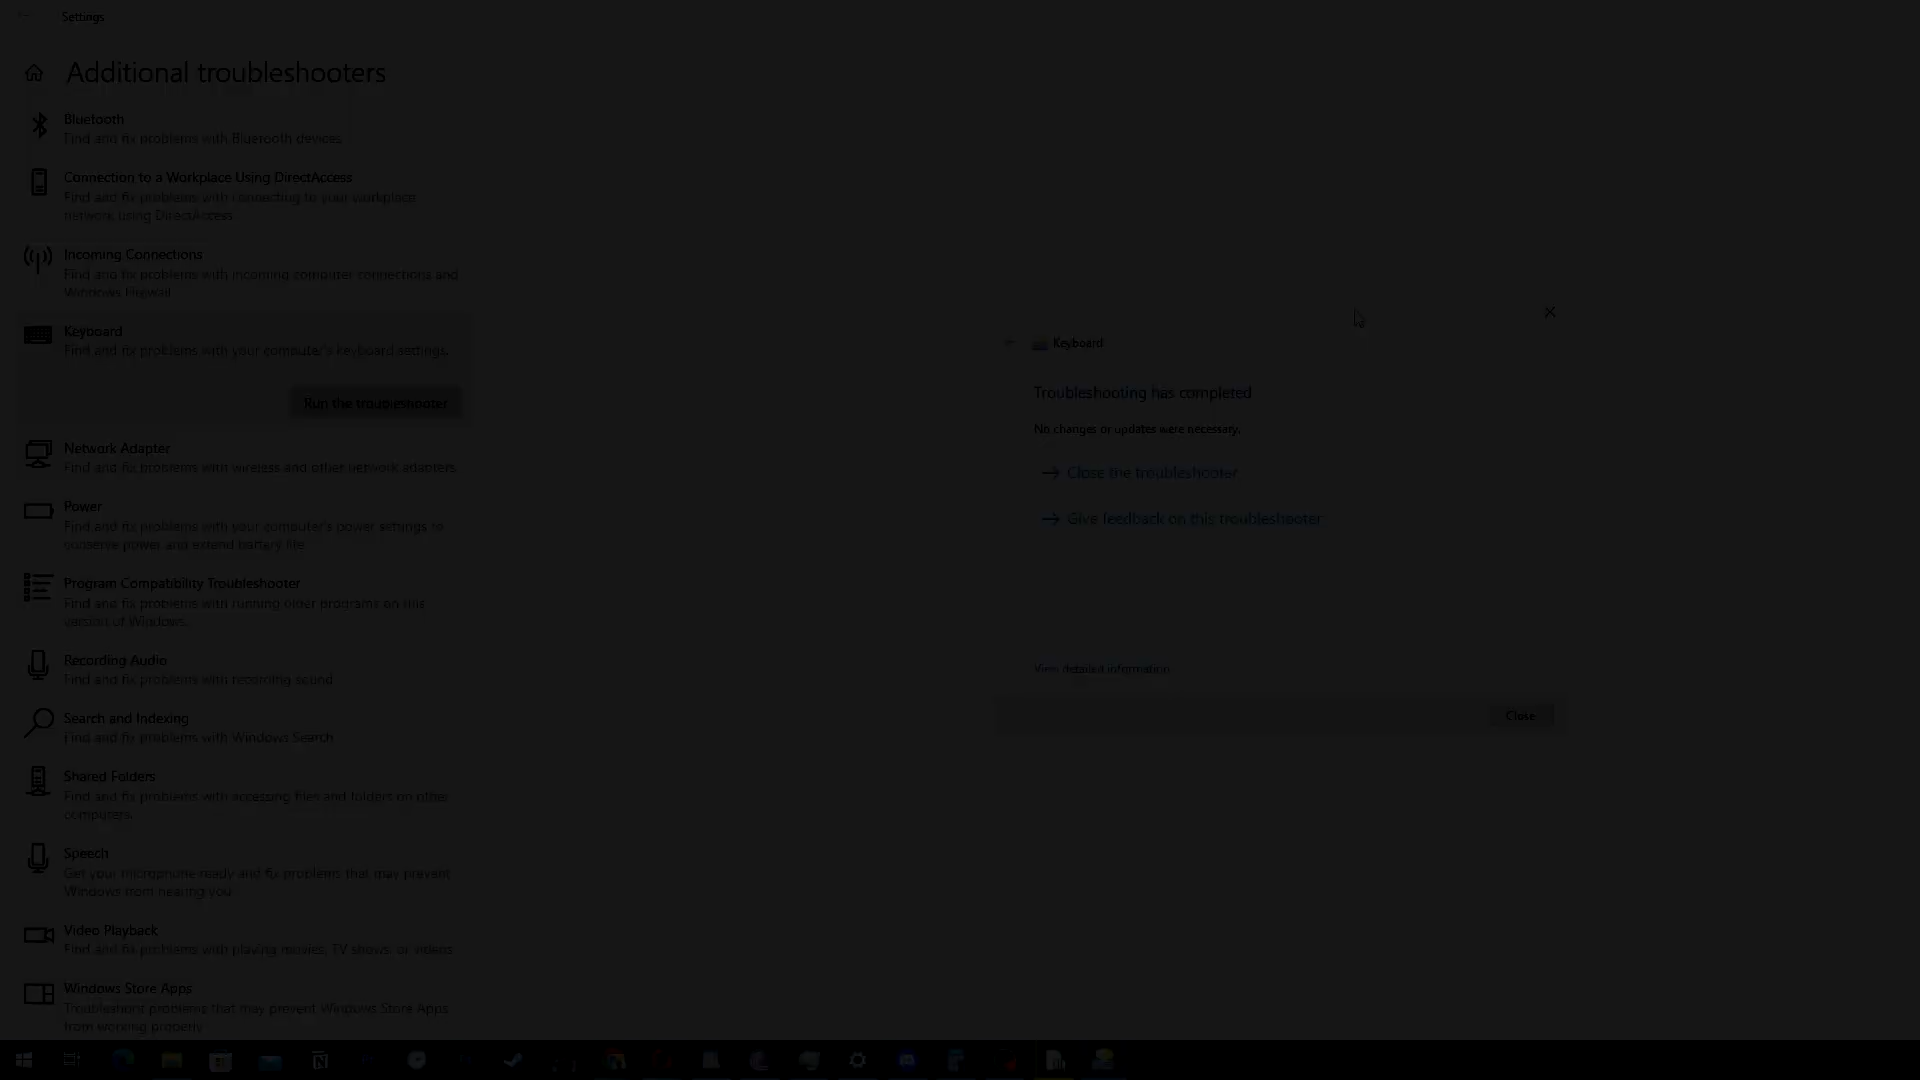 Settings
Additional troubleshooters
Bluetooth
Find and fix problems with Bluetooth devices
Connection to a Workplace Using DirectAccess
Find and fix problems with connecting to your workplace
network using DirectAccess
Incoming Connections
Find and fix problems with incoming computer connections and
Windows Firewall
Keyboard
Find and fix problems with your computer's keyboard settings.
Run the troubleshooter
Network Adapter
Find and fix problems with wireless and other network adapters
Power
Find and fix problems with your computer's power settings to
conserve power and extend battery life
Program Compatibility Troubleshooter
Find and fix problems with running older programs on this
version of Windows.
Recording Audio
Find and fix problems with recording sound
Search and Indexing
Find and fix problems with Windows Search
Shared Folders
Find and fix problems with accessing files and folders on other
computers.
Speech
Get your microphone ready and fix problems that may prevent
Windows from hearing you
Video Playback
Find and fix problems with playing movies, TV shows, or videos
Windows Store Apps
Troubleshoot problems that may prevent Windows Store Apps
from working properly
Keyboard
Troubleshooting has completed
No changes or updates were necessary.
Close the troubleshooter
Give feedback on this troubleshooter
View detailed information
Close